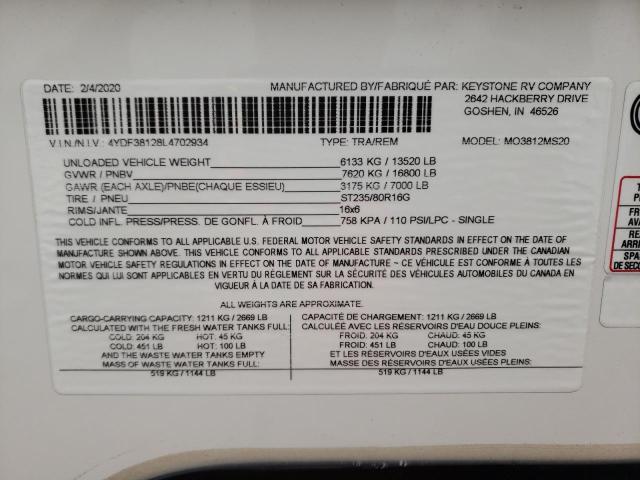 DATE: 2/4/2020 MANUFACTURED BY/FABRIQUÉ PAR: KEYSTONE RV COMPANY
2642 HACKBERRY DRIVE
GOSHEN, IN 46526
V.I.N./N.I.V.: 4YDF38128L4702934 TYPE: TRA/REM MODEL: MO3812MS20
UNLOADED VEHICLE WEIGHT 6133 KG / 13520 LB
GVWR / PNBV 7620 KG / 16800 LB
GAWR (EACH AXLE)/PNBE(CHAQUE ESSIEU) 3175 KG / 7000 LB
TIRE / PNEU ST235/80R16G
RIMS/JANTE 16x6
COLD INFL. PRESS/PRESS. DE GONFL. À FROID 758 KPA / 110 PSI/LPC - SINGLE
THIS VEHICLE CONFORMS TO ALL APPLICABLE U.S. FEDERAL MOTOR VEHICLE SAFETY STANDARDS IN EFFECT ON THE DATE OF
MANUFACTURE SHOWN ABOVE. THIS VEHICLE CONFORMS TO ALL APPLICABLE STANDARDS PRESCRIBED UNDER THE CANADIAN
MOTOR VEHICLE SAFETY REGULATIONS IN EFFECT ON THE DATE OF MANUFACTURE ~ CE VÉHICULE EST CONFORME À TOUTES LES
NORMES QUI LUI SONT APPLICABLES EN VERTU DU RÈGLEMENT SUR LA SÉCURITÉ DES VÉHICULES AUTOMOBILES DU CANADA EN
VIGUEUR À LA DATE DE SA FABRICATION.
ALL WEIGHTS ARE APPROXIMATE.
CARGO-CARRYING CAPACITY: 1211 KG / 2669 LB
CALCULATED WITH THE FRESH WATER TANKS FULL:
COLD: 204 KG HOT: 45 KG
COLD: 451 LB HOT: 100 LB
AND THE WASTE WATER TANKS EMPTY
MASS OF WASTE WATER TANKS FULL:
519 KG / 1144 LB
CAPACITÉ DE CHARGEMENT: 1211 KG / 2669 LB
CALCULÉE AVEC LES RÉSERVOIRS D'EAU DOUCE PLEINS:
FROID: 204 KG CHAUD: 45 KG
FROID: 451 LB CHAUD: 100 LB
ET LES RÉSERVOIRS D'EAUX USÉES VIDES
MASSE DES RÉSERVOIRS D'EAUX USÉES PLEINS:
519 KG / 1144 LB
T
P
FR
AVA
RE
ARRI
SPA
DE SECO